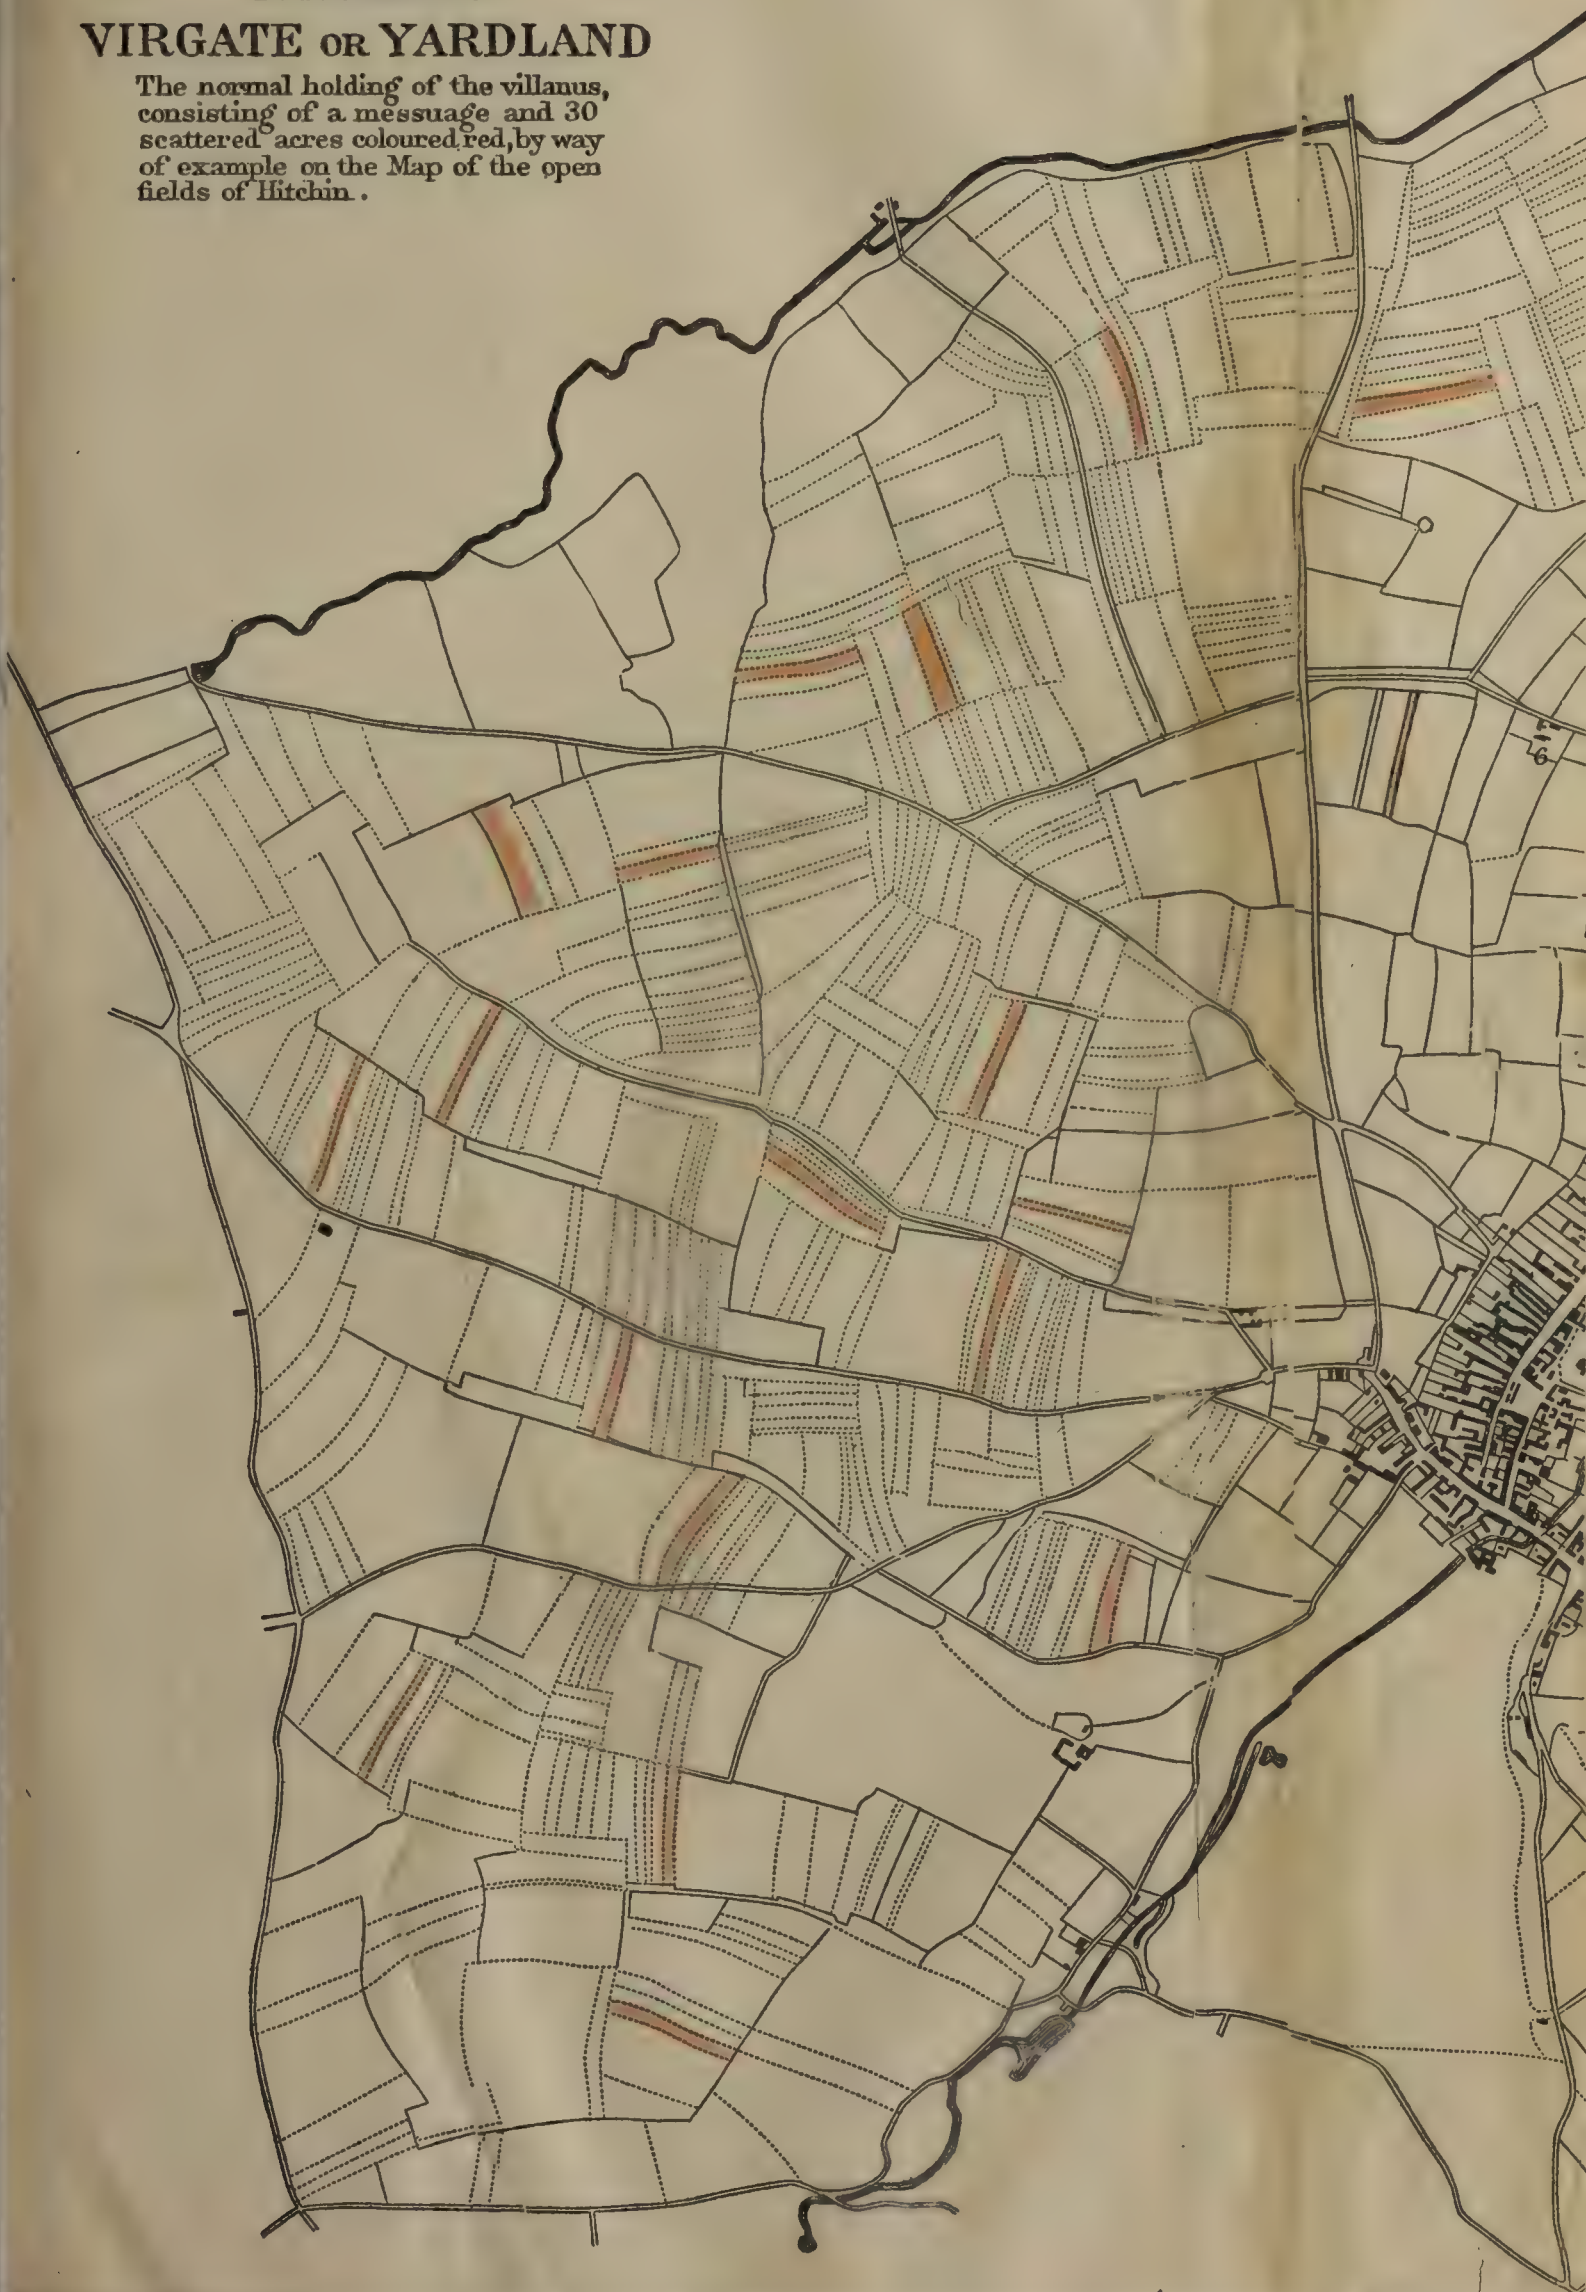 VIRGATE OR YARDLAND
The normal holding of the villanus,
consisting of a messuage and 30
scattered acres coloured red, by way
of example on the Map of the open
fields of Hitchin.
6